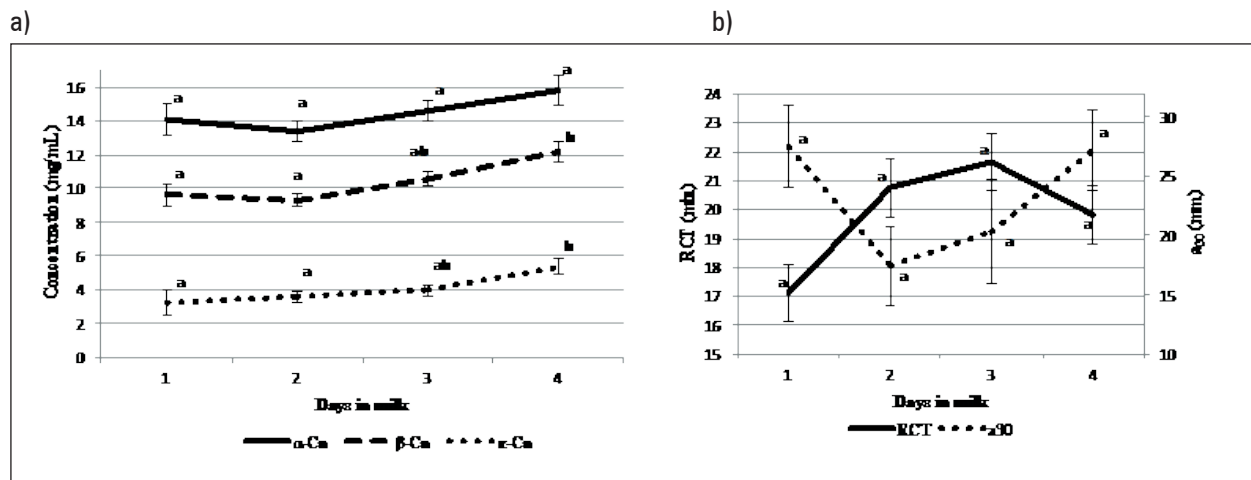 a)
b)
Concentration (mg/mL)
16
14
12
10
8
6
4
2
0
a
a
a
a
a
a
ab
b
a
a
ab
b
1
2
3
4
Days in milk
α-Cn
β-Cn
κ-Cn
RCT (min.)
24
23
22
21
20
19
18
17
16
15
a
a
a
a
a
a
a
a
30
25
20
15
10
a30 (mm.)
1
2
3
4
Days in milk
RCT
a30